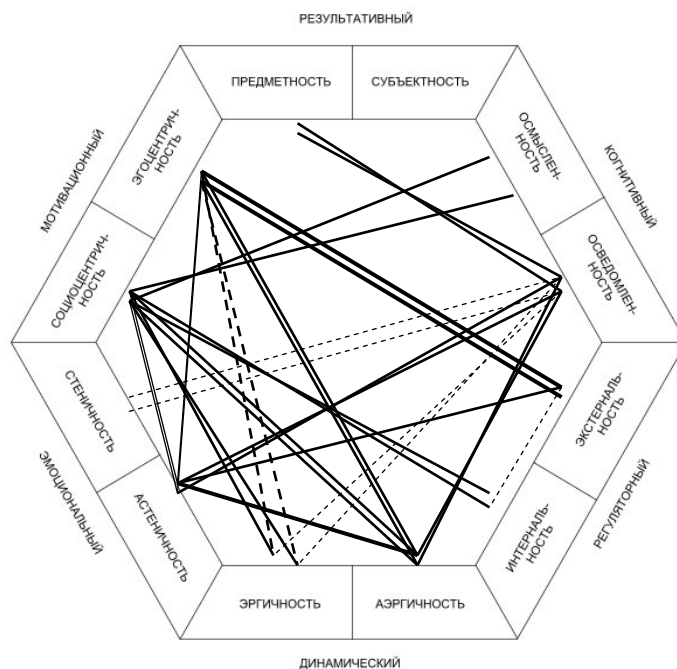 РЕЗУЛЬТАТИВНЫЙ
ПРЕДМЕТНОСТЬ
СУБЪЕКТНОСТЬ
МОТИВАЦИОННЫЙ
ЭГОЦЕНТРИЧ-
НОСТЬ
СОЦИОЦЕНТРИЧ-
НОСТЬ
ОСМЫСЛЕН-
НОСТЬ
КОГНИТИВНЫЙ
ОСВЕДОМЛЕН-
НОСТЬ
СТЕНИЧНОСТЬ
ЭМОЦИОНАЛЬНЫЙ
АСТЕНИЧНОСТЬ
ЭКСТЕРНАЛЬ-
НОСТЬ
РЕГУЛЯТОРНЫЙ
ИНТЕРНАЛЬ-
НОСТЬ
ЭРГИЧНОСТЬ
АЭРГИЧНОСТЬ
ДИНАМИЧЕСКИЙ